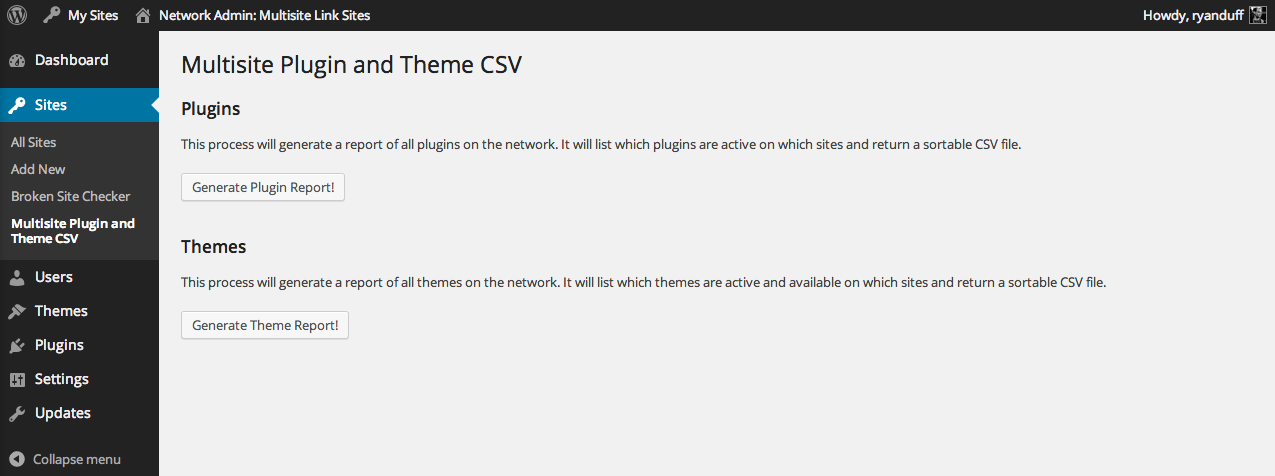 My Sites
Network Admin: Multisite Link Sites
Howdy, ryanduff
Dashboard
Sites
All Sites
Add New
Broken Site Checker
Multisite Plugin and
Theme CSV
Users
Themes
Plugins
Settings
Updates
Collapse menu
Multisite Plugin and Theme CSV
Plugins
This process will generate a report of all plugins on the network. It will list which plugins are active on which sites and return a sortable CSV file.
Generate Plugin Report!
Themes
This process will generate a report of all themes on the network. It will list which themes are active and available on which sites and return a sortable CSV file.
Generate Theme Report!